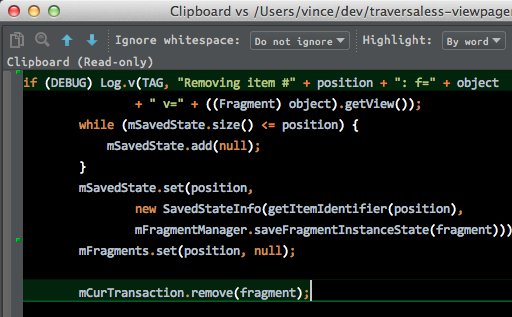 Clipboard vs /Users/vince/dev/traversaless-viewpager
Ignore whitespace: Do not ignore Highlight: By word
Clipboard (Read-only)
if (DEBUG) Log.v(TAG, "Removing item #" + position + ": f=" + object
+ " v=" + ((Fragment) object).getView());
while (mSavedState.size() <= position) {
mSavedState.add(null);
}
mSavedState.set(position,
new SavedStateInfo(getItemIdentifier(position),
mFragmentManager.saveFragmentInstanceState(fragment)))
mFragments.set(position, null);
mCurTransaction.remove(fragment);